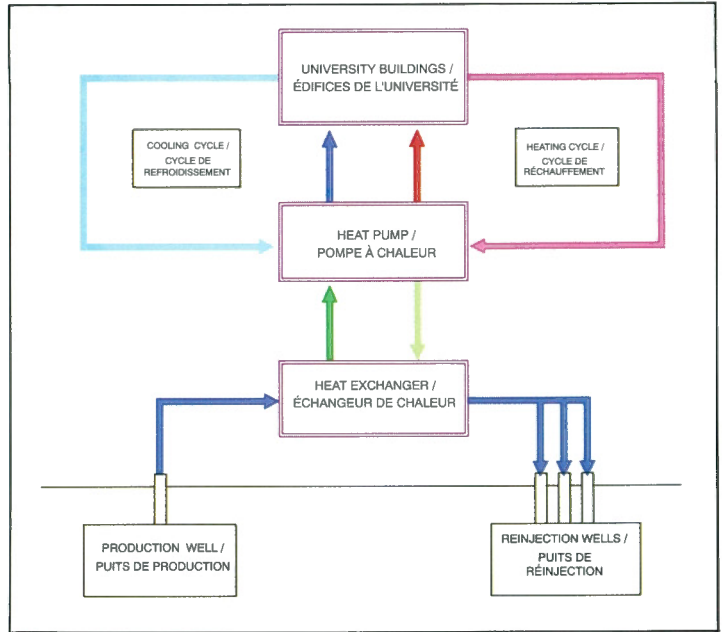 UNIVERSITY BUILDINGS /
ÉDIFICES DE L'UNIVERSITÉ
COOLING CYCLE /
CYCLE DE
REFROIDISSEMENT
HEATING CYCLE /
CYCLE DE
RÉCHAUFFEMENT
HEAT PUMP /
POMPE À CHALEUR
HEAT EXCHANGER /
ÉCHANGEUR DE CHALEUR
PRODUCTION WELL /
PUITS DE PRODUCTION
REINJECTION WELLS /
PUITS DE
RÉINJECTION